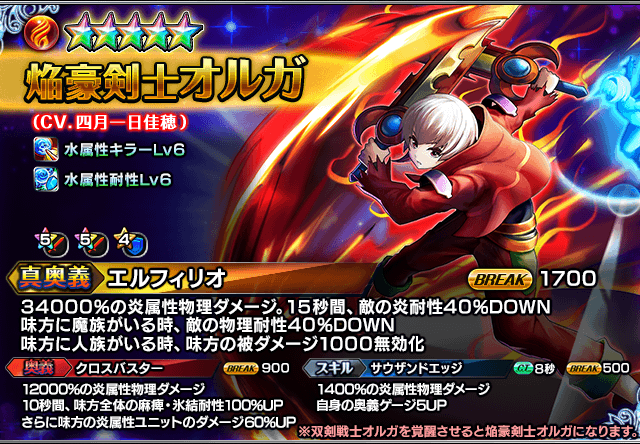 焔豪剣士オルガ
(CV.四月一日佳穂)
水属性キラーLv6
水属性耐性Lv6
5 5 4
真奥義 エルフィリオ BREAK 1700
34000%の炎属性物理ダメージ。15秒間、敵の炎耐性40%DOWN
味方に魔族がいる時、敵の物理耐性40%DOWN
味方に人族がいる時、味方の被ダメージ1000無効化
奥義 クロスバスター BREAK 900
12000%の炎属性物理ダメージ
10秒間、味方全体の麻痺・氷結耐性100%UP
さらに味方の炎属性ユニットのダメージ60%UP
スキル サウザンドエッジ C.T. 8秒 BREAK 500
1400%の炎属性物理ダメージ
自身の奥義ゲージ5UP
※双剣戦士オルガを覚醒させると焔豪剣士オルガになります。